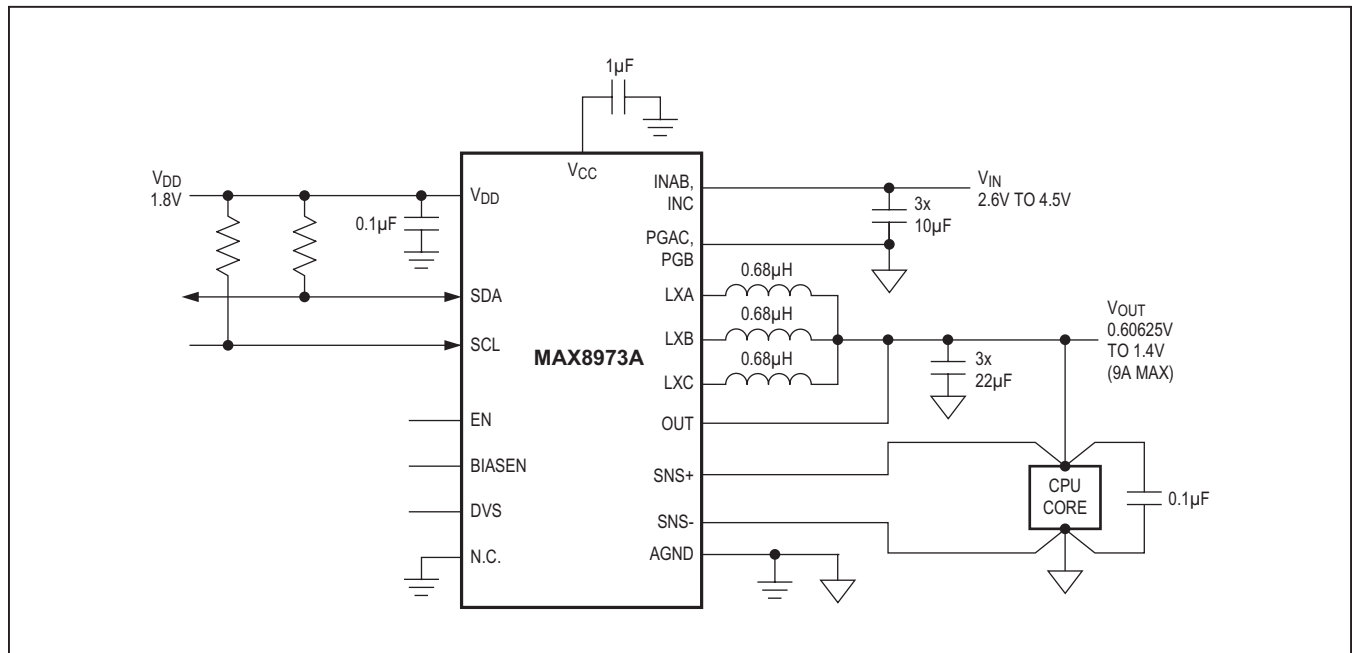 1µF
VCC
VDD
1.8V
0.1µF
VDD
SDA
SCL
EN
BIASEN
DVS
N.C.
MAX8973A
INAB,
INC
PGAC,
PGB
LXA
LXB
LXC
OUT
SNS+
SNS-
AGND
0.68µH
0.68µH
0.68µH
VIN
2.6V TO 4.5V
3x
10µF
3x
22µF
VOUT
0.60625V
TO 1.4V
(9A MAX)
CPU
CORE
0.1µF